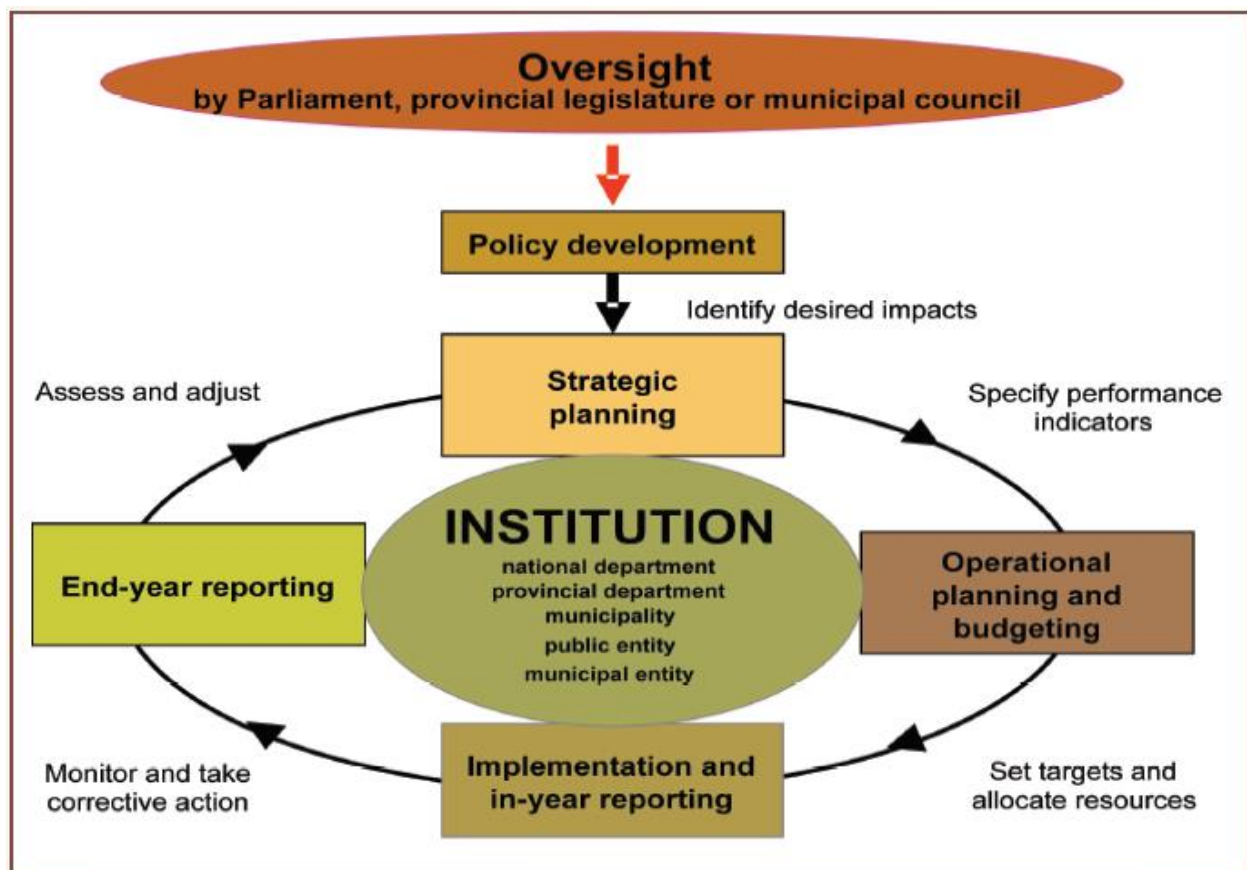 Oversight
by Parliament, provincial legislature or municipal council
Policy development
Identify desired impacts
Strategic
planning
Assess and adjust
Specify performance
indicators
INSTITUTION
national department
provincial department
municipality
public entity
municipal entity
End-year reporting
Operational
planning and
budgeting
Implementation and
in-year reporting
Monitor and take
corrective action
Set targets and
allocate resources